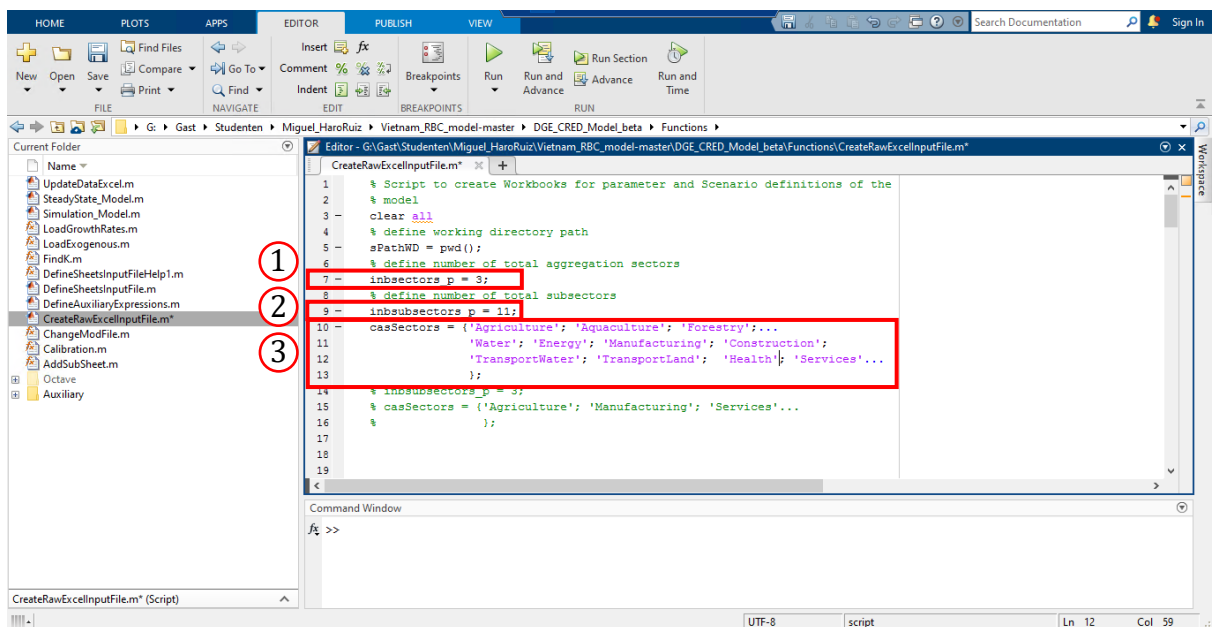 HOME PLOTS APPS EDITOR PUBLISH VIEW Search Documentation Sign In
Find Files Insert fx
New Open Save Compare Go To Comment % Breakpoints Run Run and Advance Run Section Run and Time
Print Find Indent Advance
FILE NAVIGATE EDIT BREAKPOINTS RUN
G: Gast Studenten Miguel_HaroRuiz Vietnam_RBC_model-master DGE_CRED_Model_beta Functions
Current Folder
Name
UpdateDataExcel.m
SteadyState_Model.m
Simulation_Model.m
LoadGrowthRates.m
LoadExogenous.m
FindK.m
DefineSheetsInputFileHelp1.m
DefineSheetsInputFile.m
DefineAuxiliaryExpressions.m
CreateRawExcelInputFile.m*
ChangeModFile.m
Calibration.m
AddSubSheet.m
Octave
Auxiliary
CreateRawExcelInputFile.m* (Script)
1
2
3
Editor - G:\Gast\Studenten\Miguel_HaroRuiz\Vietnam_RBC_model-master\DGE_CRED_Model_beta\Functions\CreateRawExcelInputFile.m*
CreateRawExcelInputFile.m* +
1 % Script to create Workbooks for parameter and Scenario definitions of the
2 % model
3 - clear all
4 % define working directory path
5 - sPathWD = pwd();
6 % define number of total aggregation sectors
7 - inbsectors_p = 3;
8 % define number of total subsectors
9 - inbsubsectors_p = 11;
10 - casSectors = {'Agriculture'; 'Aquaculture'; 'Forestry';...
11 'Water'; 'Energy'; 'Manufacturing'; 'Construction';
12 'TransportWater'; 'TransportLand'; 'Health'; 'Services'...
13 };
14 % inbsubsectors_p = 3;
15 % casSectors = {'Agriculture'; 'Manufacturing'; 'Services'...
16 % };
17
18
19
Workspace
Command Window
fx >>
UTF-8 script Ln 12 Col 59